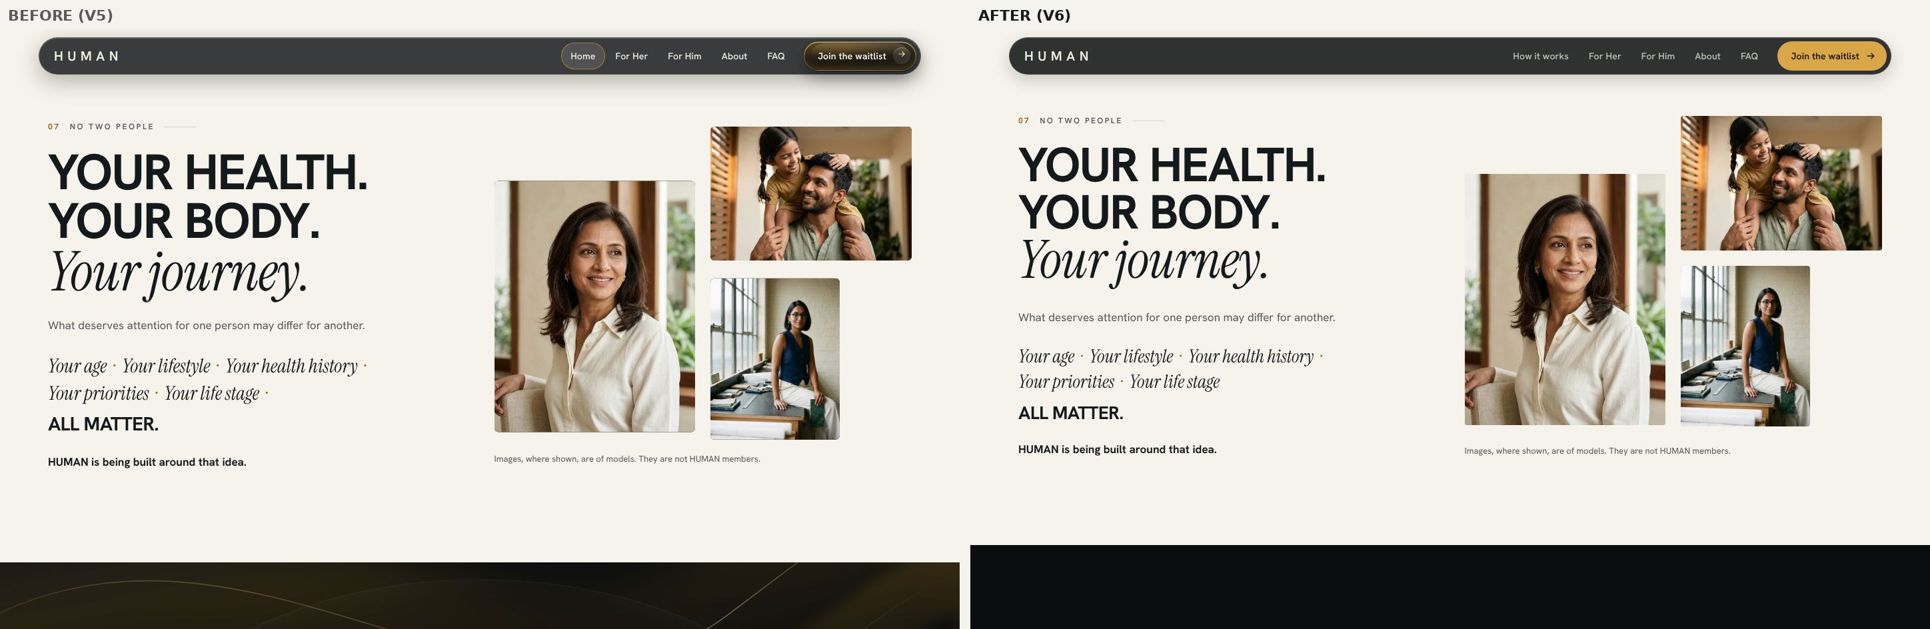 BEFORE (V5)
HUMAN
Home
For Her
For Him
About
FAQ
Join the waitlist →
07 NO TWO PEOPLE
YOUR HEALTH.
YOUR BODY.
Your journey.
What deserves attention for one person may differ for another.
Your age · Your lifestyle · Your health history ·
Your priorities · Your life stage ·
ALL MATTER.
HUMAN is being built around that idea.
Images, where shown, are of models. They are not HUMAN members.
AFTER (V6)
HUMAN
How it works
For Her
For Him
About
FAQ
Join the waitlist →
07 NO TWO PEOPLE
YOUR HEALTH.
YOUR BODY.
Your journey.
What deserves attention for one person may differ for another.
Your age · Your lifestyle · Your health history ·
Your priorities · Your life stage
ALL MATTER.
HUMAN is being built around that idea.
Images, where shown, are of models. They are not HUMAN members.